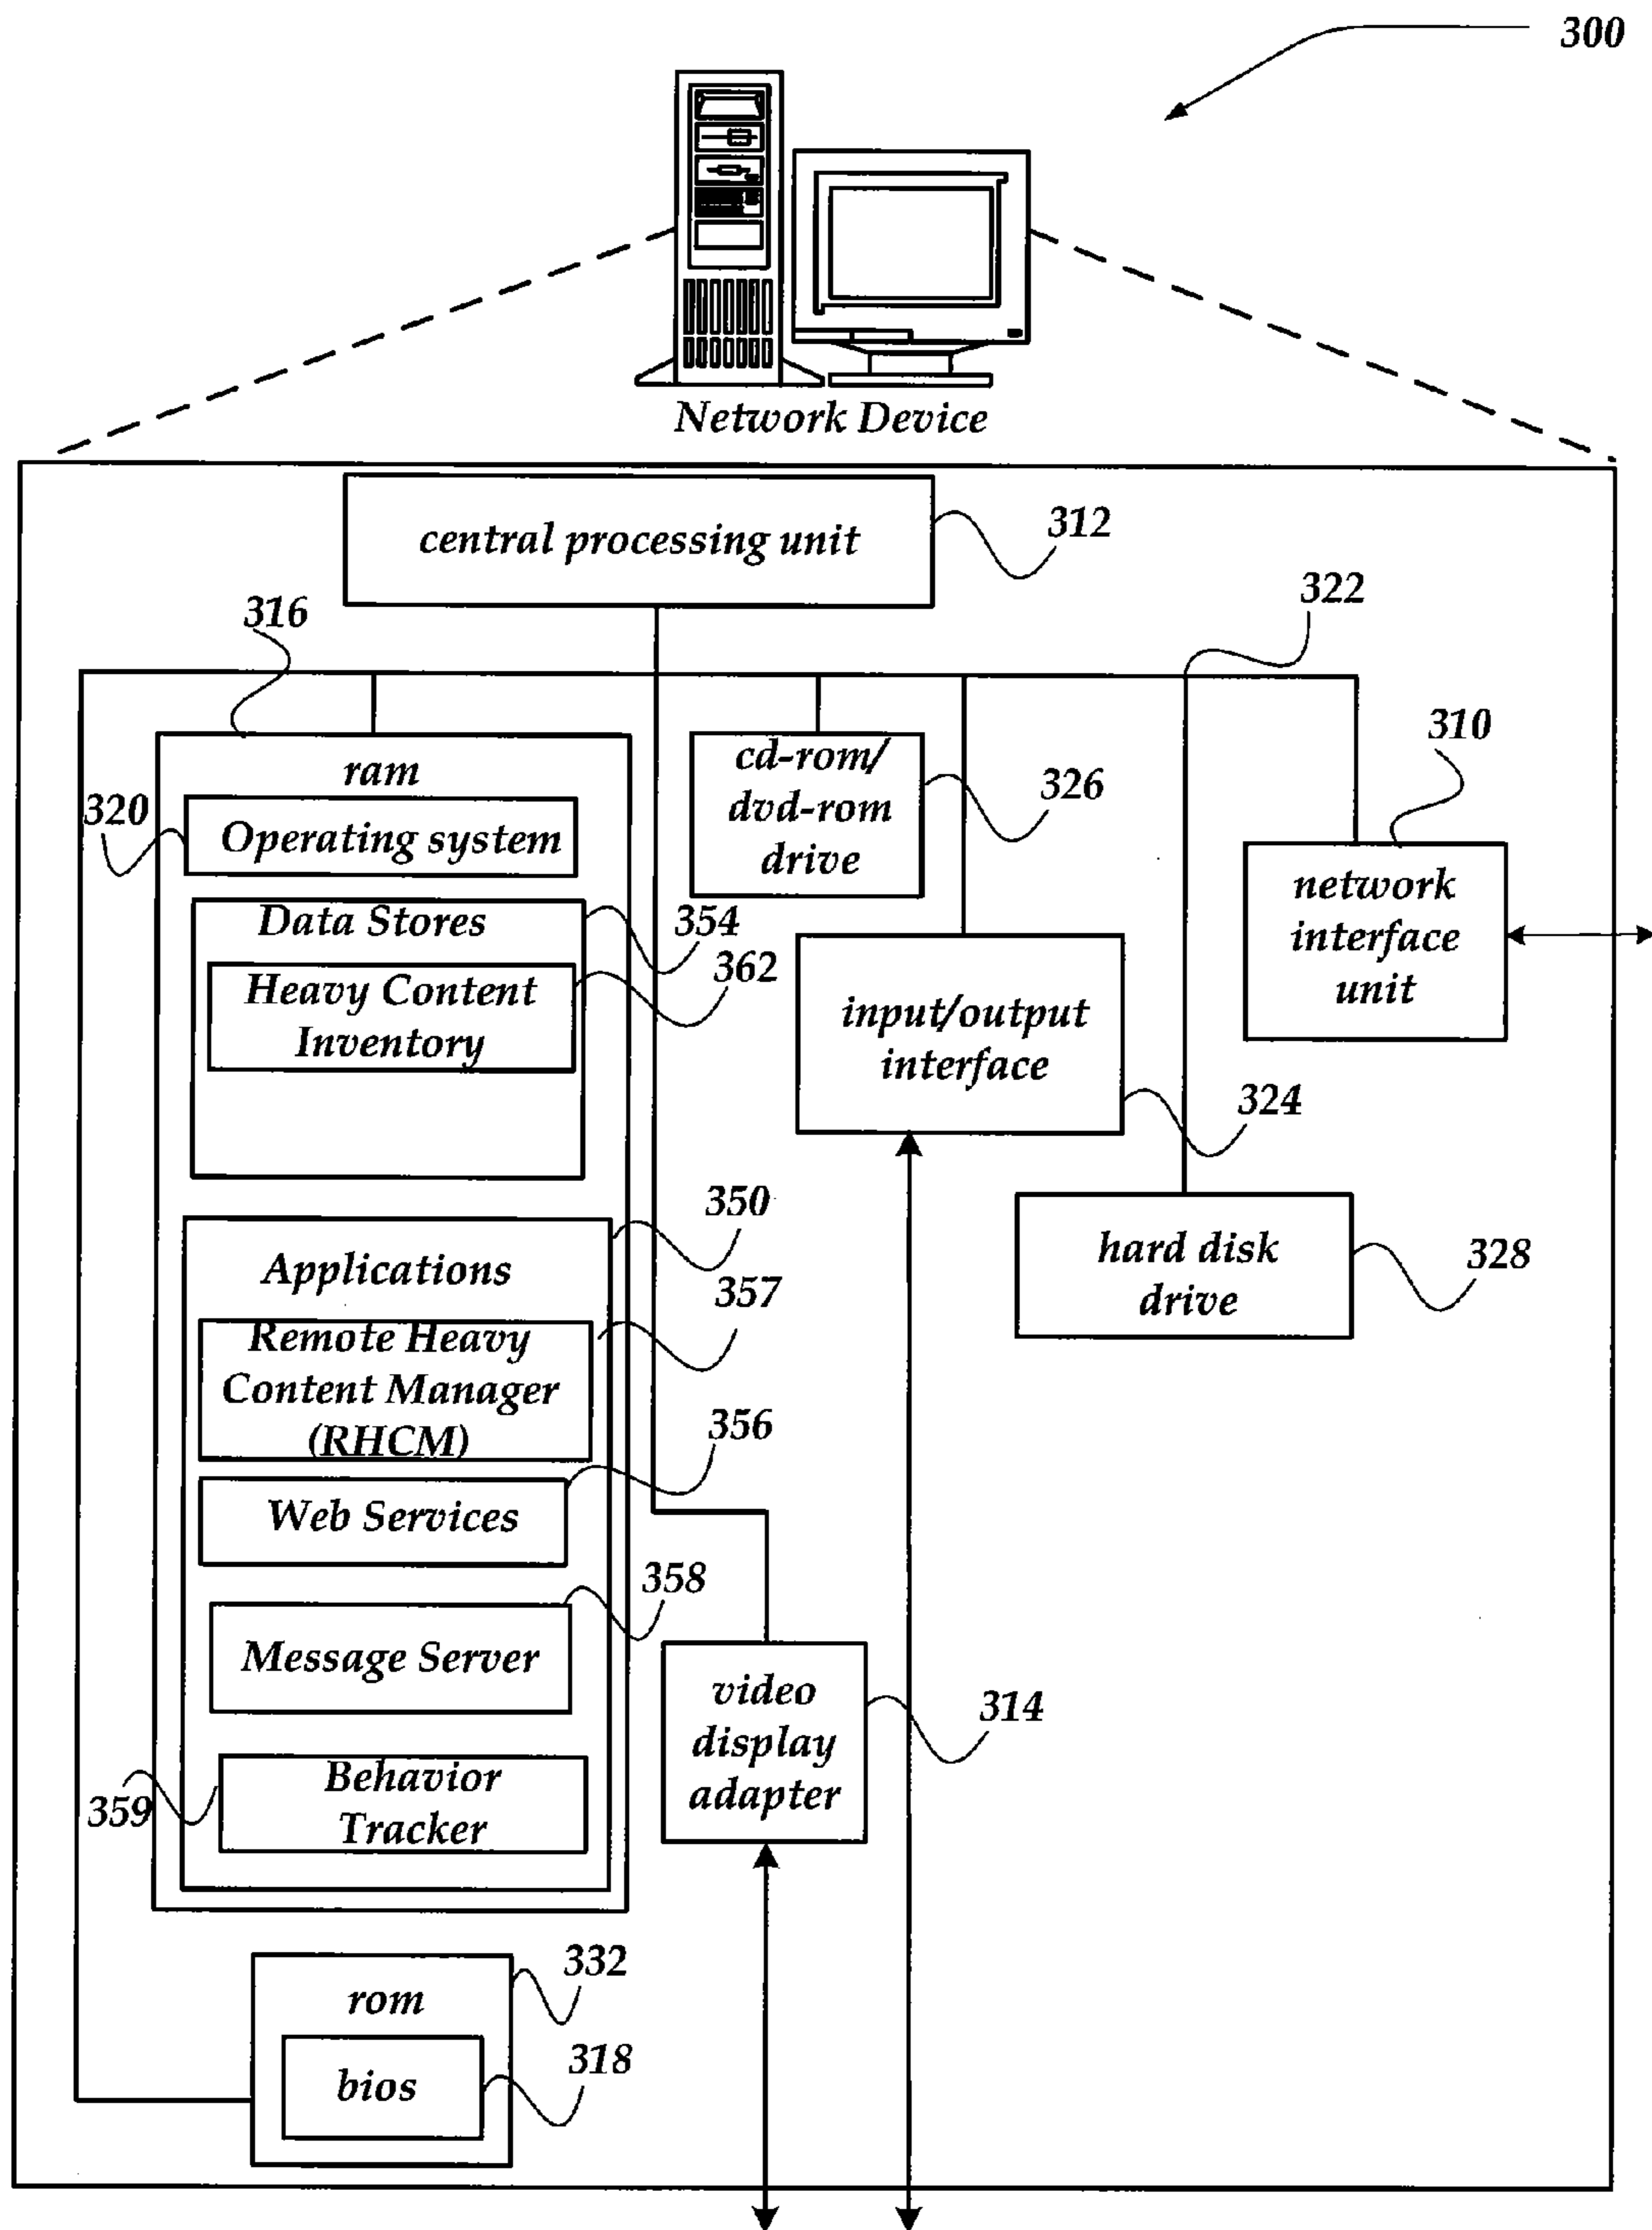 300
Network Device
central processing unit
312
322
316
310
ram
cd-rom/
dvd-rom
drive
326
320
Operating system
network
interface
unit
Data Stores
354
362
Heavy Content
Inventory
input/output
interface
324
350
hard disk
drive
328
Applications
357
Remote Heavy
Content Manager
(RHCM)
356
Web Services
358
Message Server
video
display
adapter
314
Behavior
Tracker
359
332
rom
318
bios